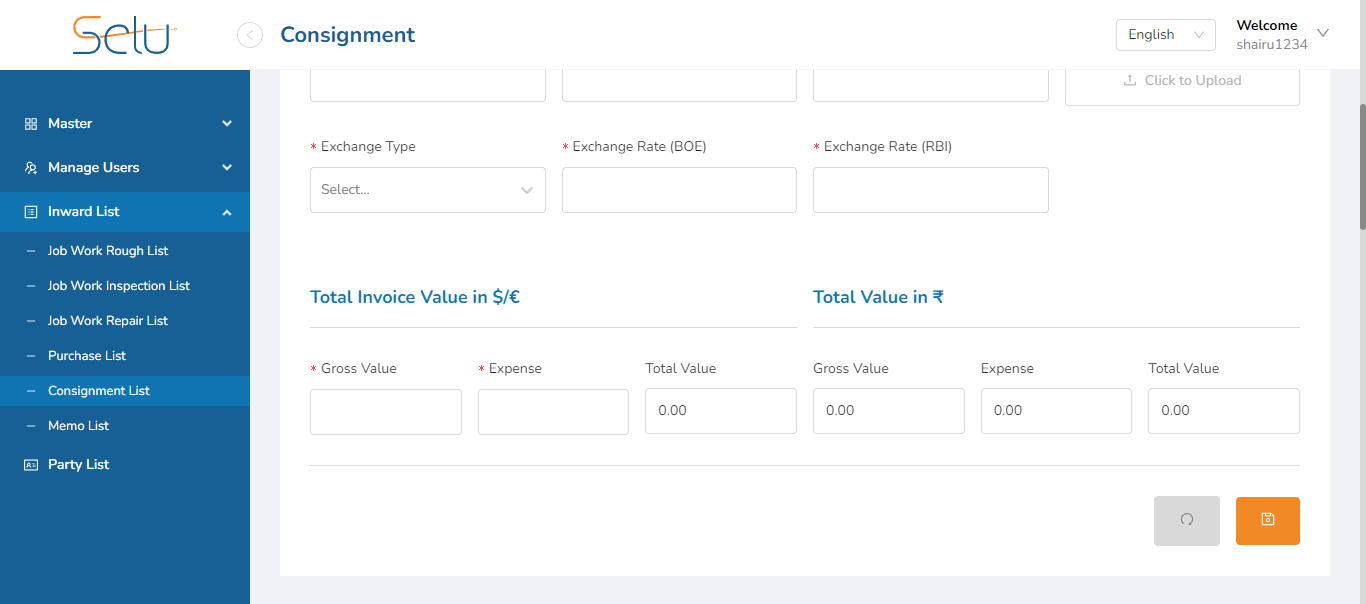 Selu
Consignment
English
Welcome
shairu1234
Master
Manage Users
Inward List
Job Work Rough List
Job Work Inspection List
Job Work Repair List
Purchase List
Consignment List
Memo List
Party List
Click to Upload
* Exchange Type
* Exchange Rate (BOE)
* Exchange Rate (RBI)
Select...
Total Invoice Value in $/€
Total Value in ₹
* Gross Value
* Expense
Total Value
Gross Value
Expense
Total Value
0.00
0.00
0.00
0.00